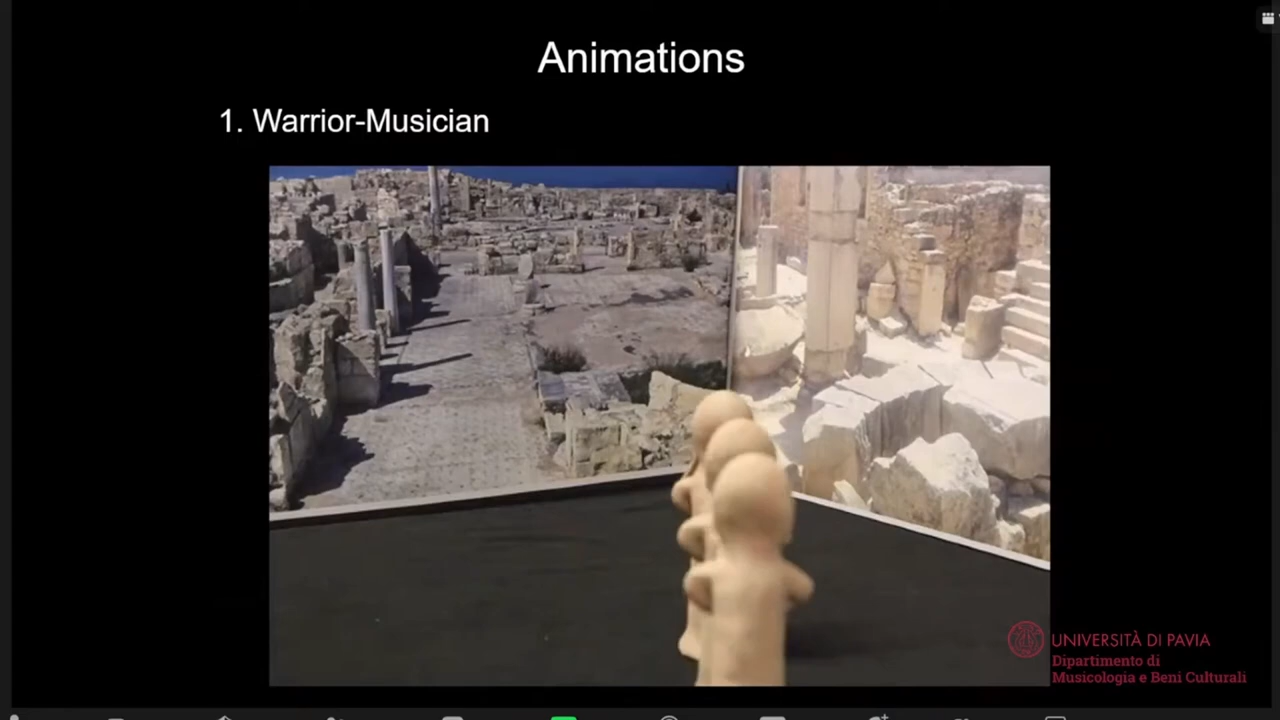 Animations
1. Warrior-Musician
UNIVERSITÀ DI PAVIA
Dipartimento di
Musicologia e Beni Culturali